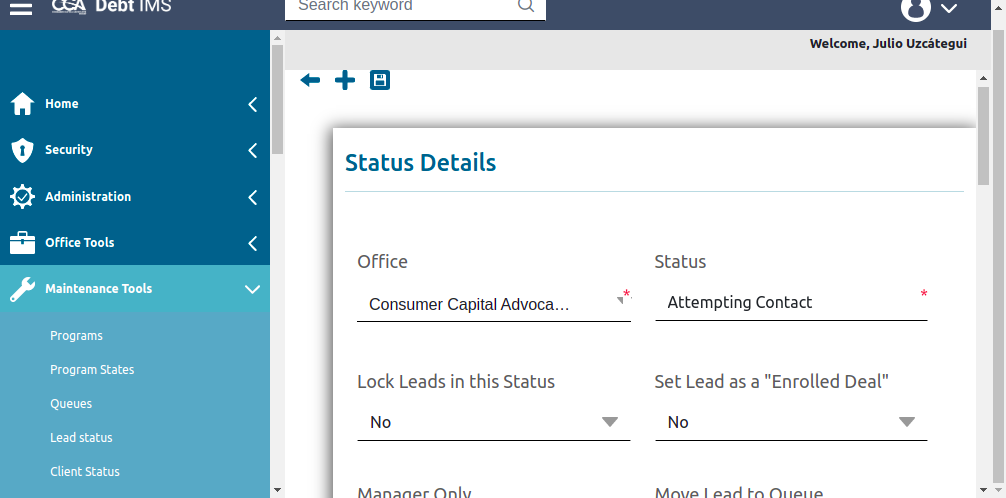 CCA Debt IMS
Search keyword
Welcome, Julio Uzcátegui
Home
Security
Administration
Office Tools
Maintenance Tools
Programs
Program States
Queues
Lead status
Client Status
Status Details
Office
Status
Consumer Capital Advoca... *
Attempting Contact *
Lock Leads in this Status
Set Lead as a "Enrolled Deal"
No
No
Manager Only
Move Lead to Queue